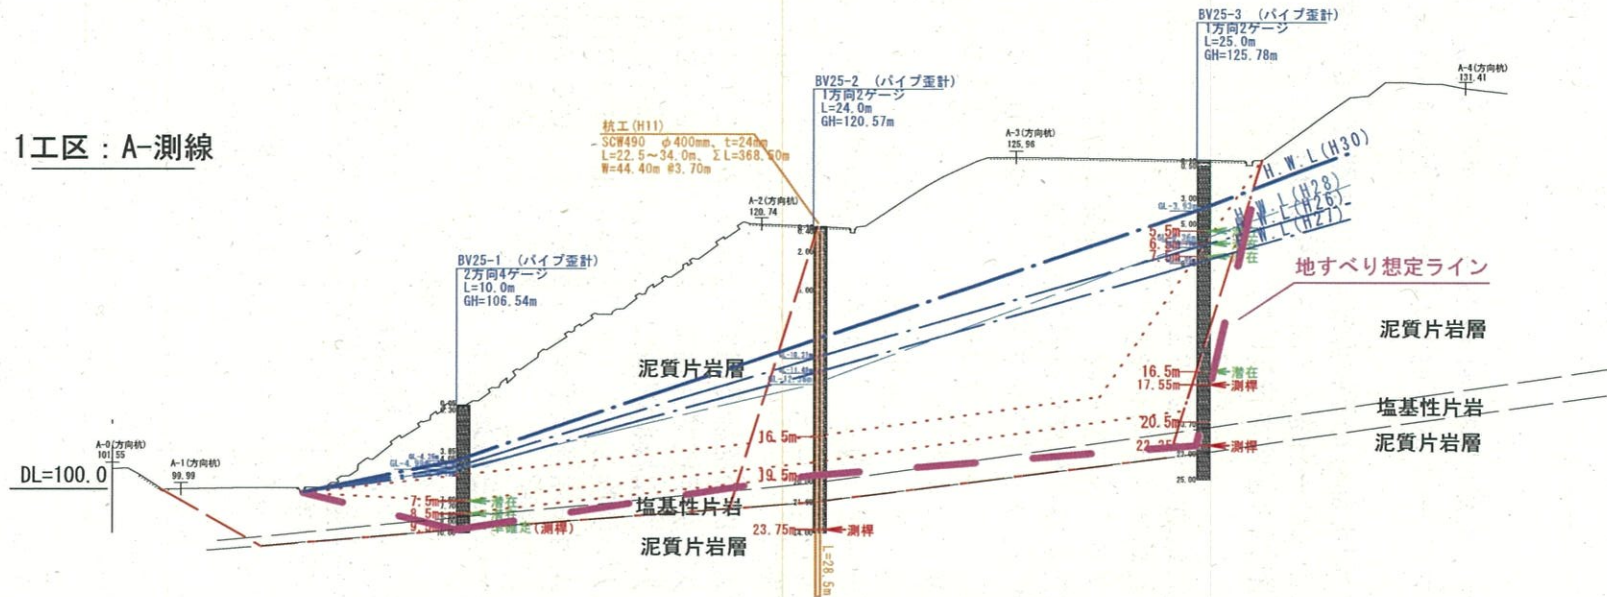 1工区：A-測線
DL=100.0
A-0(方向杭)
101.55
A-1(方向杭)
99.99
BV25-1 (パイプ歪計)
2方向4ゲージ
L=10.0m
GH=106.54m
7.5m
潜在
8.5m
潜在
準確定(測桿)
杭工(H11)
SCW490 φ400mm、t=24mm
L=22.5～34.0m、ΣL=368.50m
W=44.40m @3.70m
A-2(方向杭)
120.74
BV25-2 (パイプ歪計)
1方向2ゲージ
L=24.0m
GH=120.57m
16.5m
19.5m
23.75m
測桿
L=28.5m
泥質片岩層
塩基性片岩
泥質片岩層
A-3(方向杭)
125.96
BV25-3 (パイプ歪計)
1方向2ゲージ
L=25.0m
GH=125.78m
A-4(方向杭)
131.41
H.W.L(H30)
H.W.L(H28)
H.W.L(H26)
H.W.L(H27)
GL-3.93m
5.5m
潜在
潜在
地すべり想定ライン
泥質片岩層
16.5m
潜在
17.55m
測桿
塩基性片岩
20.5m
泥質片岩層
測桿
25.00